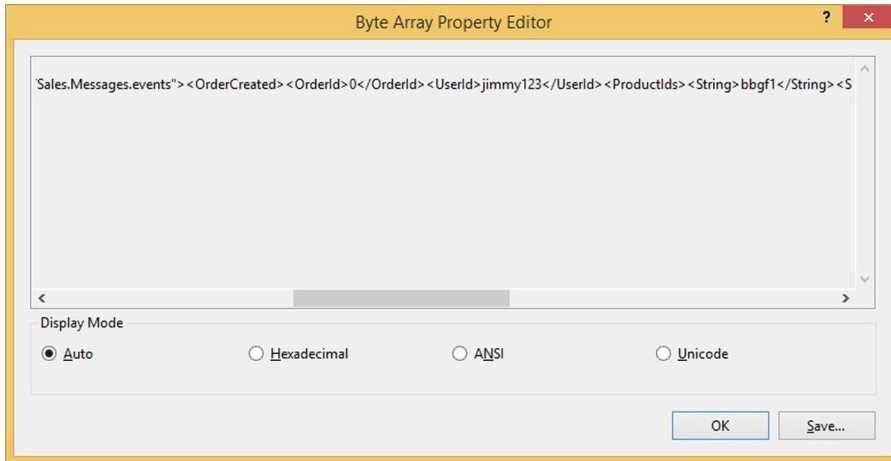 Byte Array Property Editor
? ×
'Sales.Messages.events"><OrderCreated><OrderId>0</OrderId><UserId>jimmy123</UserId><ProductIds><String>bbgf1</String><S
Display Mode
Auto Hexadecimal ANSI Unicode
OK Save...